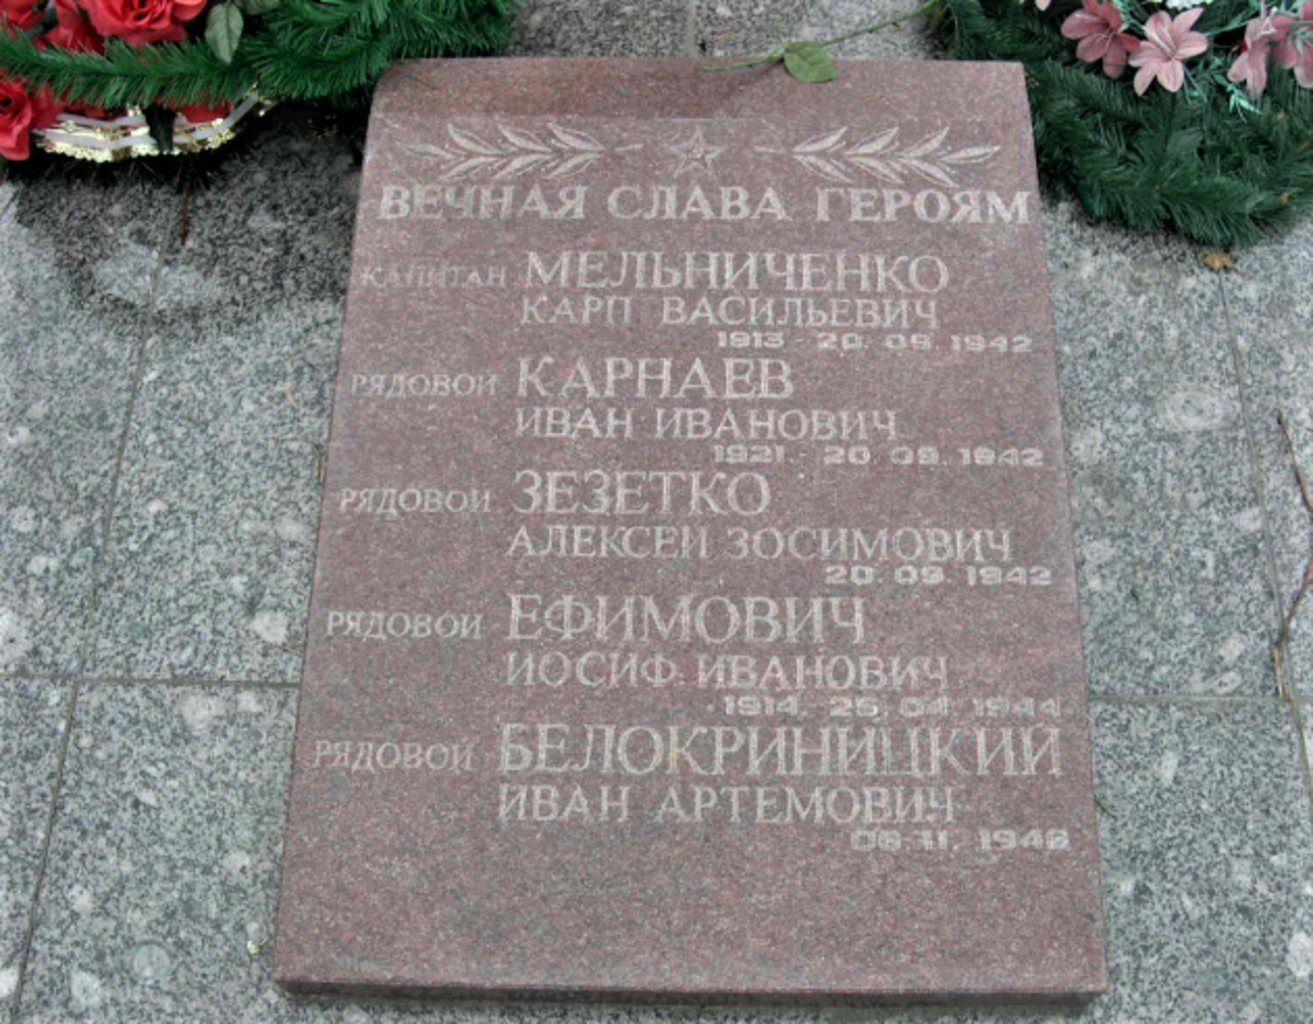 ВЕЧНАЯ СЛАВА ГЕРОЯМ
КАПИТАН МЕЛЬНИЧЕНКО
КАРП ВАСИЛЬЕВИЧ
1913 - 20. 09. 1942
РЯДОВОЙ КАРНАЕВ
ИВАН ИВАНОВИЧ
1921 - 20. 09. 1942
РЯДОВОЙ ЗЕЗЕТКО
АЛЕКСЕЙ ЗОСИМОВИЧ
20. 09. 1942
РЯДОВОЙ ЕФИМОВИЧ
ИОСИФ ИВАНОВИЧ
1914. 25. 04. 1944
РЯДОВОЙ БЕЛОКРИНИЦКИЙ
ИВАН АРТЕМОВИЧ
06. 11.